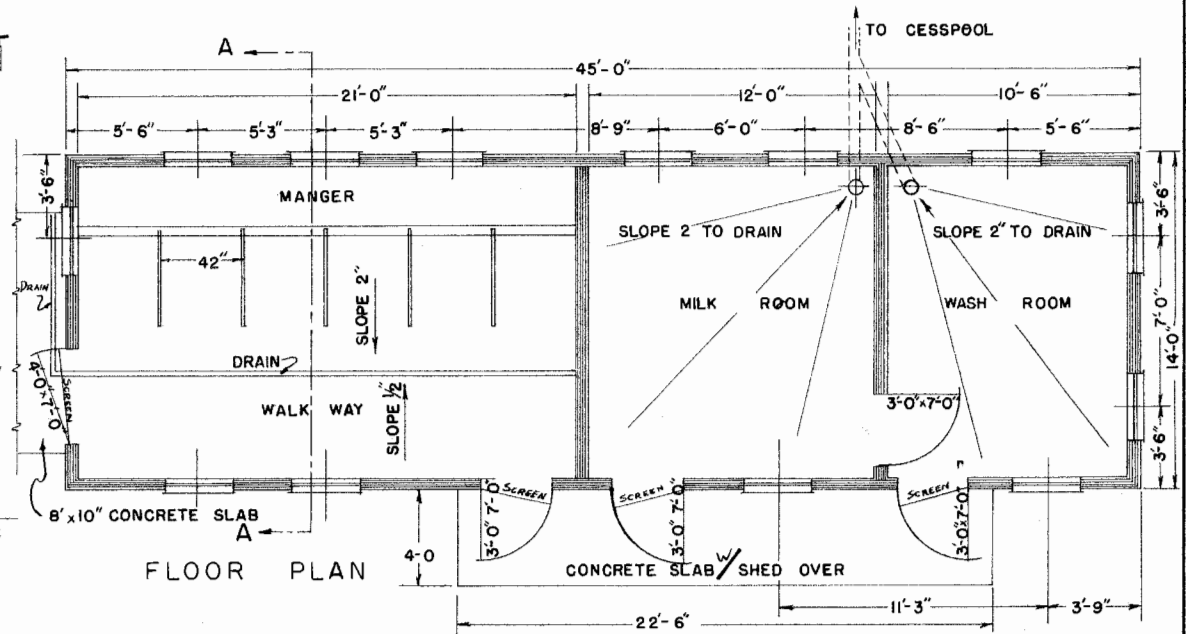 TO CESSPOOL
A
45'-0"
21'-0"
12'-0"
10'-6"
5'-6"
5'-3"
5'-3"
8'-9"
6'-0"
8'-6"
5'-6"
3'-6"
MANGER
3'-6"
SLOPE 2 TO DRAIN
SLOPE 2" TO DRAIN
42"
DRAIN
SLOPE 2"
MILK ROOM
WASH ROOM
7'-0"
14'-0"
DRAIN
SCREEN
4'-0x7'-0
WALK WAY
SLOPE 1/2"
3'-0"x7'-0"
3'-6"
SCREEN
SCREEN
SCREEN
3'-0" 7'-0"
3'-0" 7'-0"
3'-0x7'-0"
8'x10" CONCRETE SLAB
A
4-0
FLOOR PLAN
CONCRETE SLAB W/ SHED OVER
11'-3"
3'-9"
22'-6"